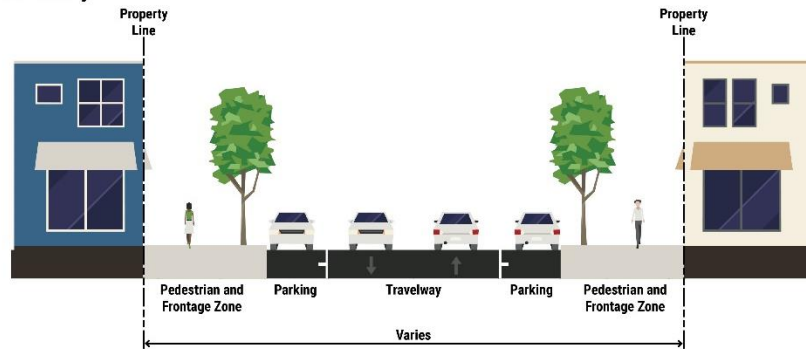 Property
Line
Property
Line
Pedestrian and
Frontage Zone
Parking
Travelway
Parking
Pedestrian and
Frontage Zone
Varies